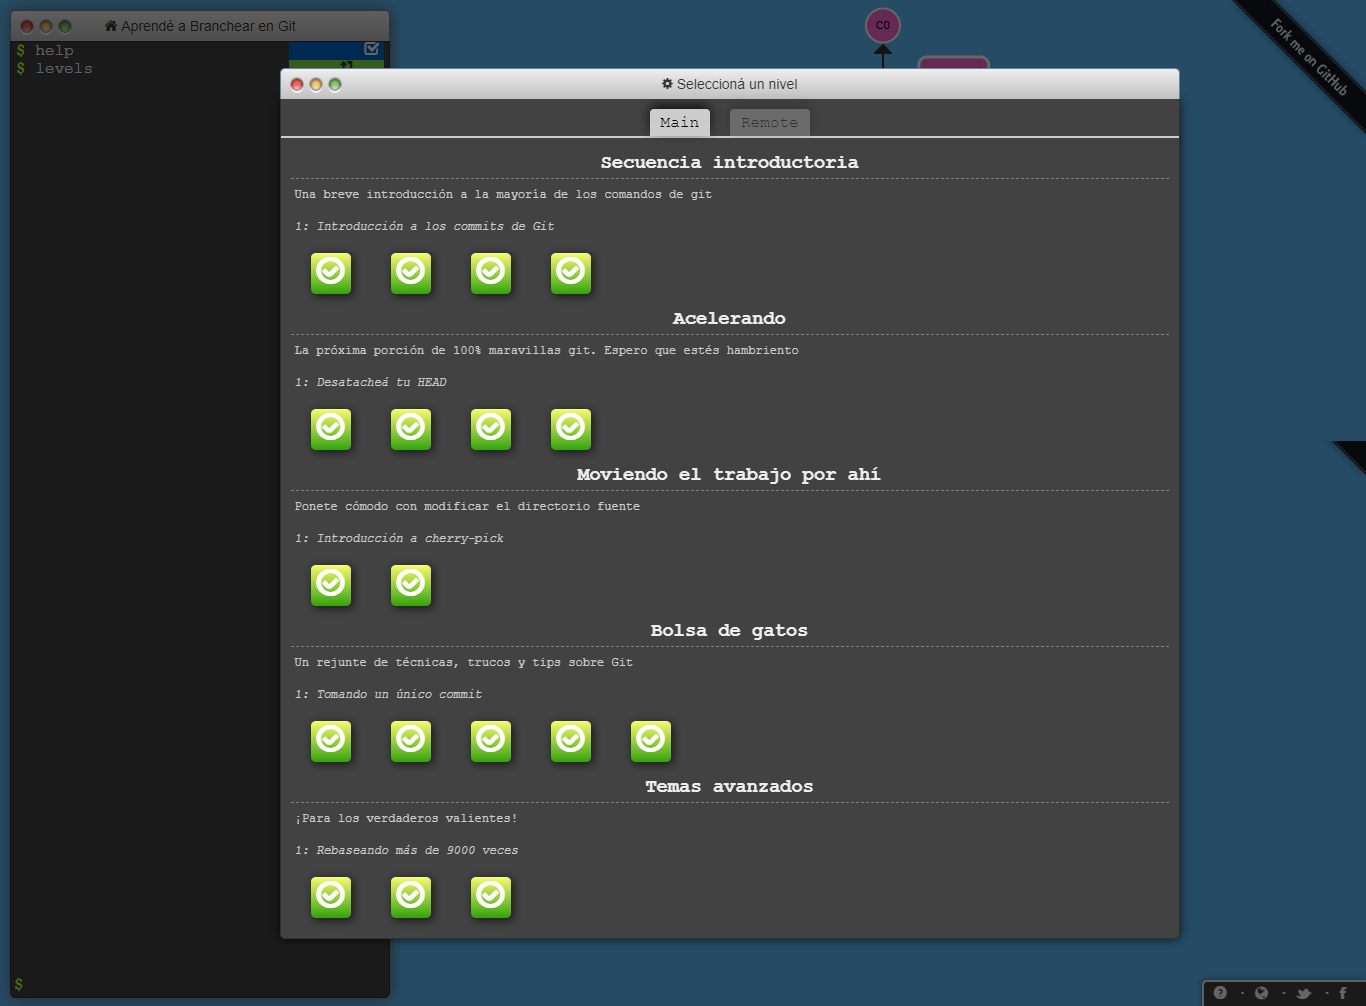 Aprendé a Branchear en Git
$ help
$ levels
C0
Fork me on GitHub
Seleccioná un nivel
Main
Remote
Secuencia introductoria
Una breve introducción a la mayoría de los comandos de git
1: Introducción a los commits de Git
Acelerando
La próxima porción de 100% maravillas git. Espero que estés hambriento
1: Desatacheá tu HEAD
Moviendo el trabajo por ahí
Ponete cómodo con modificar el directorio fuente
1: Introducción a cherry-pick
Bolsa de gatos
Un rejunte de técnicas, trucos y tips sobre Git
1: Tomando un único commit
Temas avanzados
¡Para los verdaderos valientes!
1: Rebaseando más de 9000 veces
$